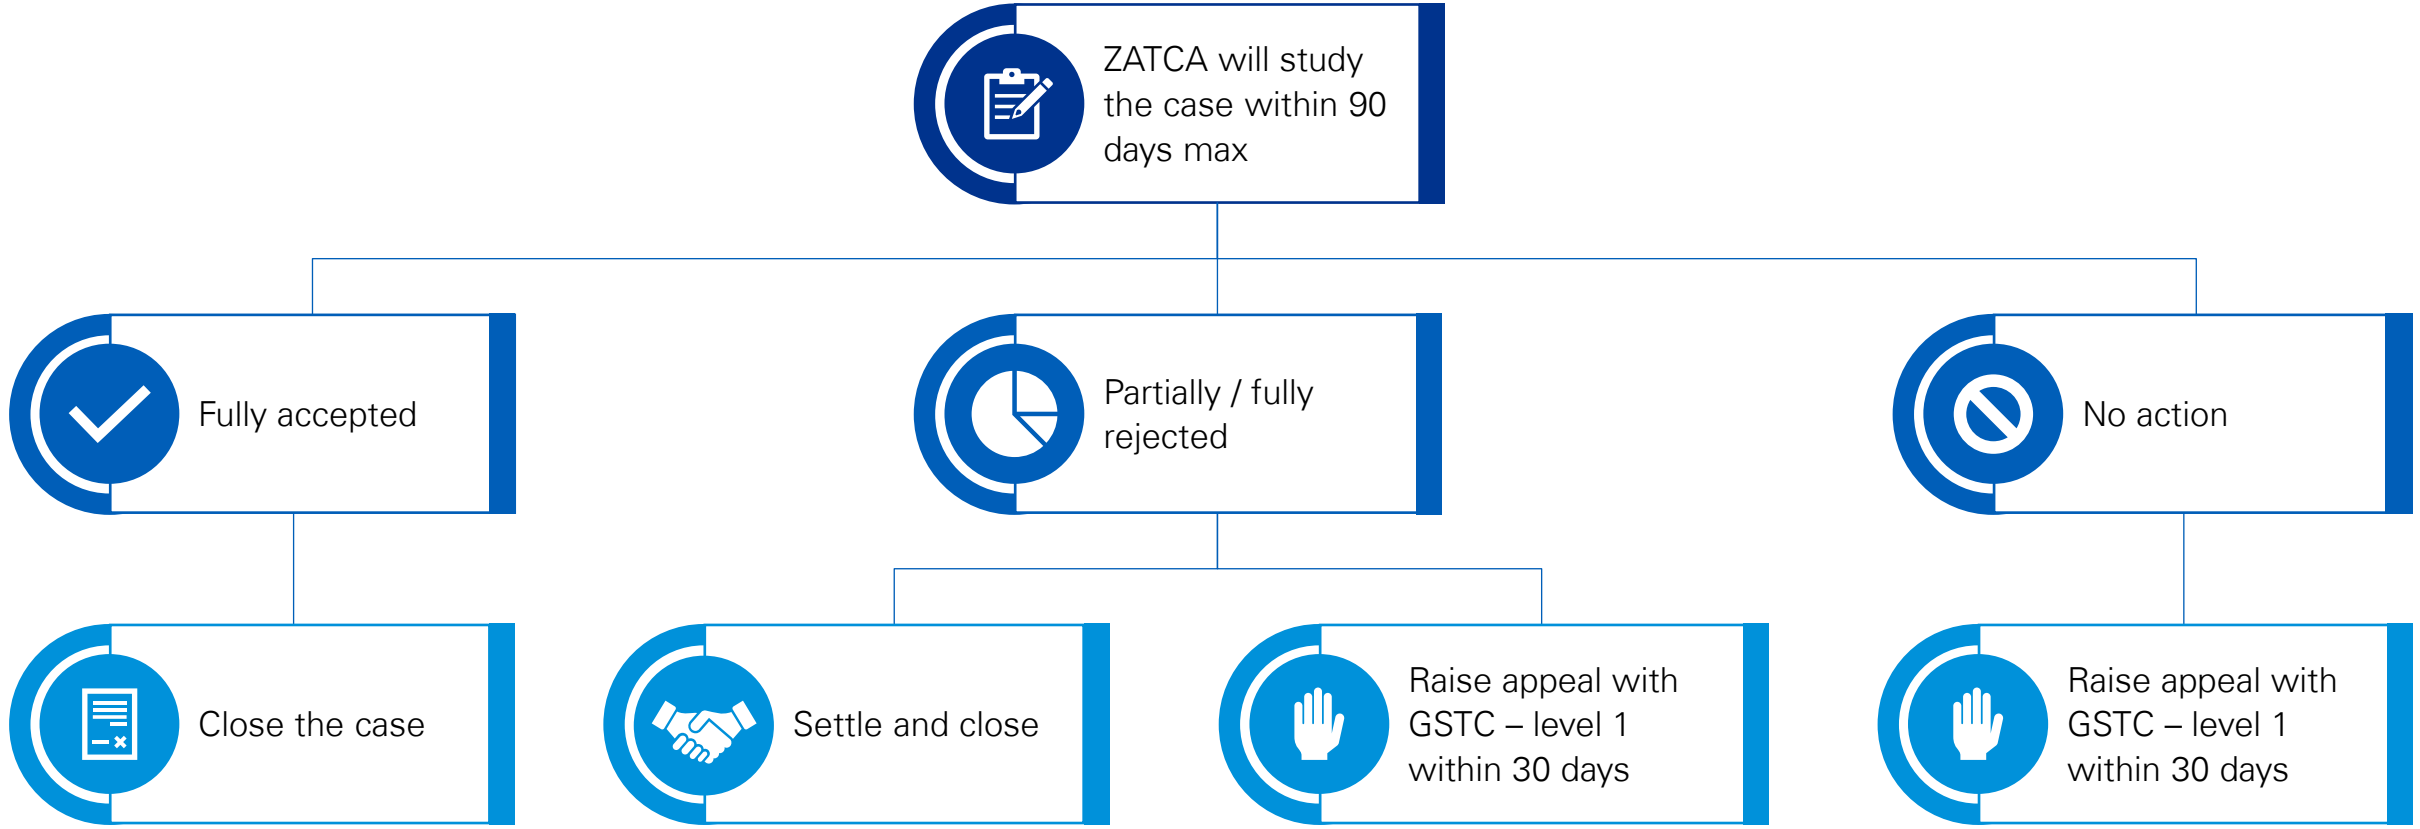 ZATCA will study
the case within 90
days max
Fully accepted
Partially / fully
rejected
No action
Close the case
Settle and close
Raise appeal with
GSTC – level 1
within 30 days
Raise appeal with
GSTC – level 1
within 30 days